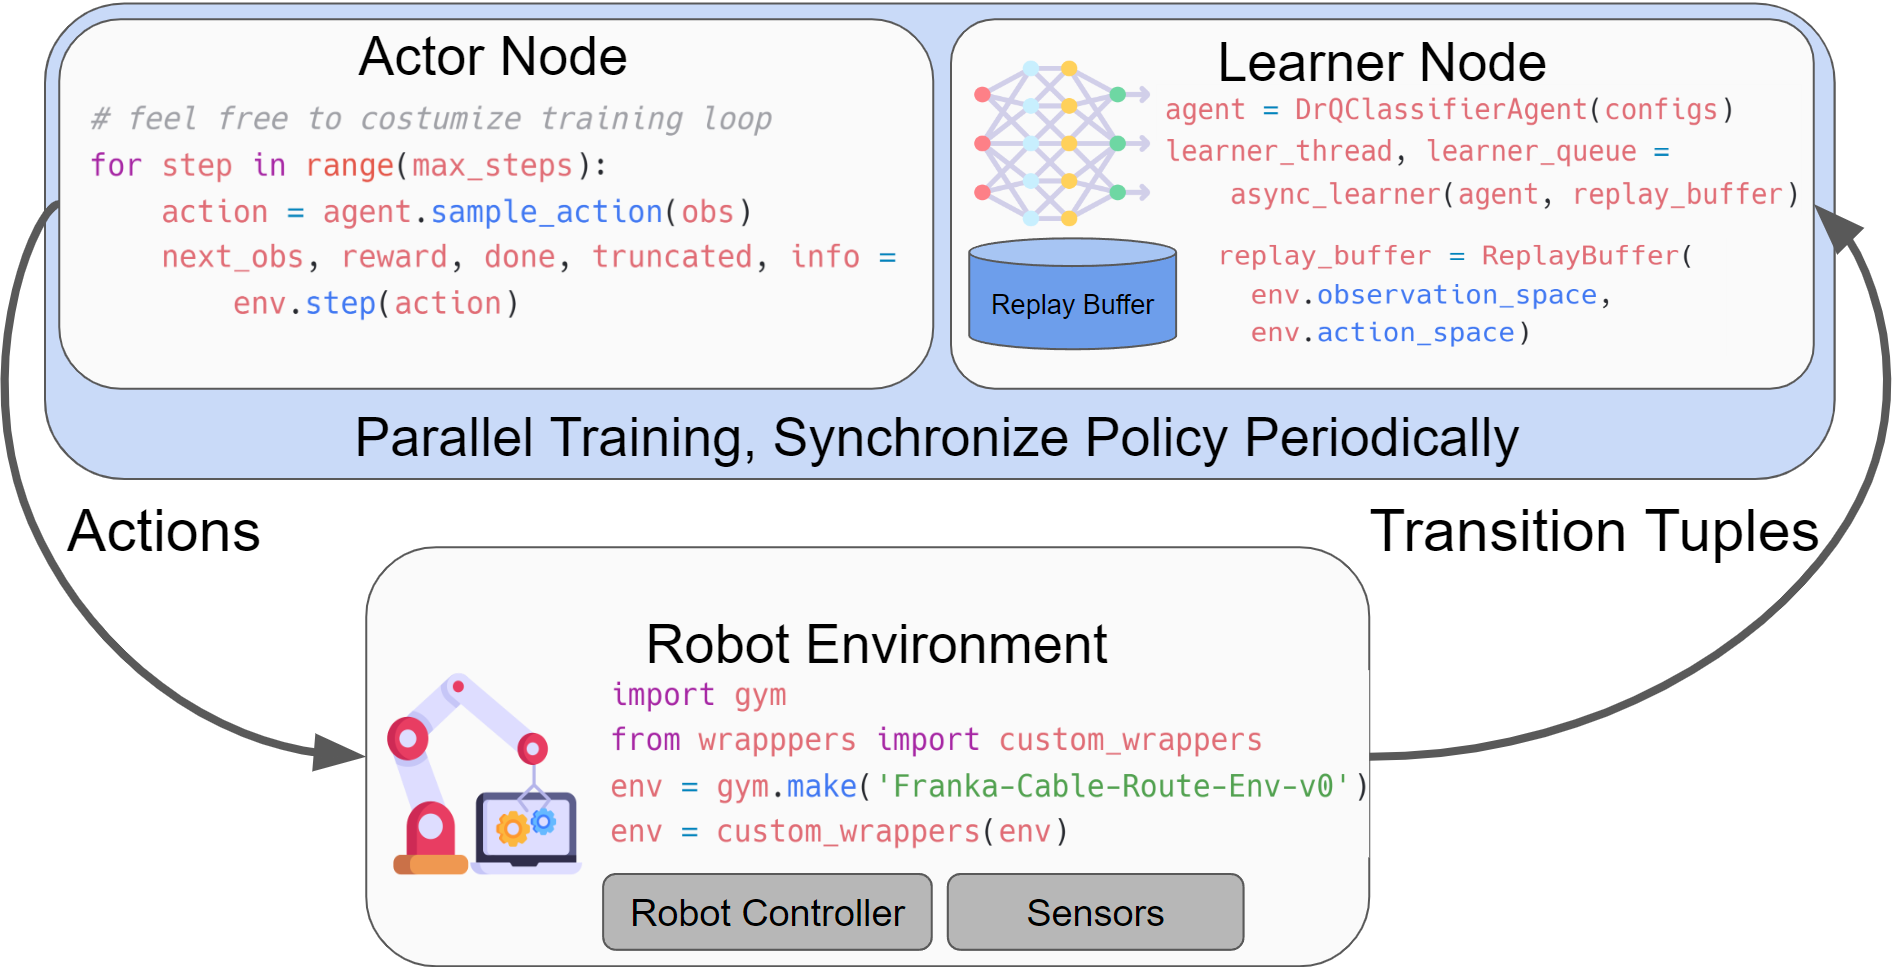 Actor Node
# feel free to costumize training loop
for step in range(max_steps):
action = agent.sample_action(obs)
next_obs, reward, done, truncated, info =
env.step(action)
Learner Node
agent = DrQClassifierAgent(configs)
learner_thread, learner_queue =
async_learner(agent, replay_buffer)
Replay Buffer
replay_buffer = ReplayBuffer(
env.observation_space,
env.action_space)
Parallel Training, Synchronize Policy Periodically
Actions
Transition Tuples
Robot Environment
import gym
from wrapppers import custom_wrappers
env = gym.make('Franka-Cable-Route-Env-v0')
env = custom_wrappers(env)
Robot Controller
Sensors